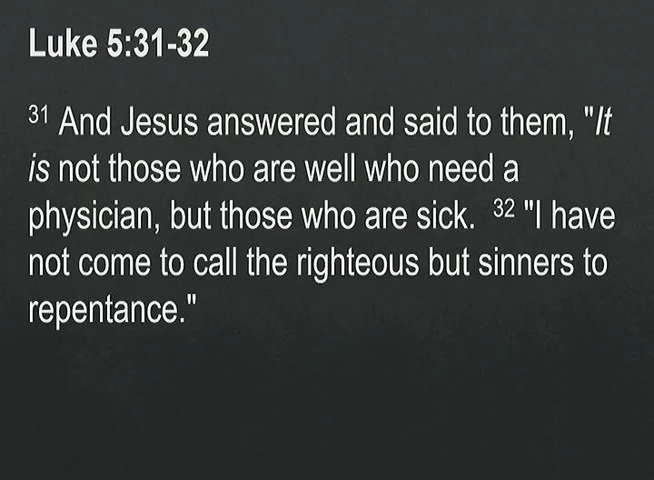 Luke 5:31-32
31 And Jesus answered and said to them, "It
is not those who are well who need a
physician, but those who are sick. 32 "I have
not come to call the righteous but sinners to
repentance."